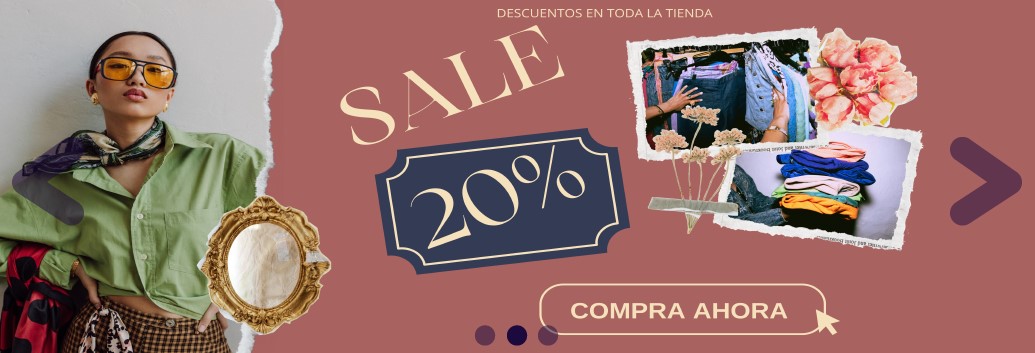 DESCUENTOS EN TODA LA TIENDA
SALE
20%
COMPRA AHORA